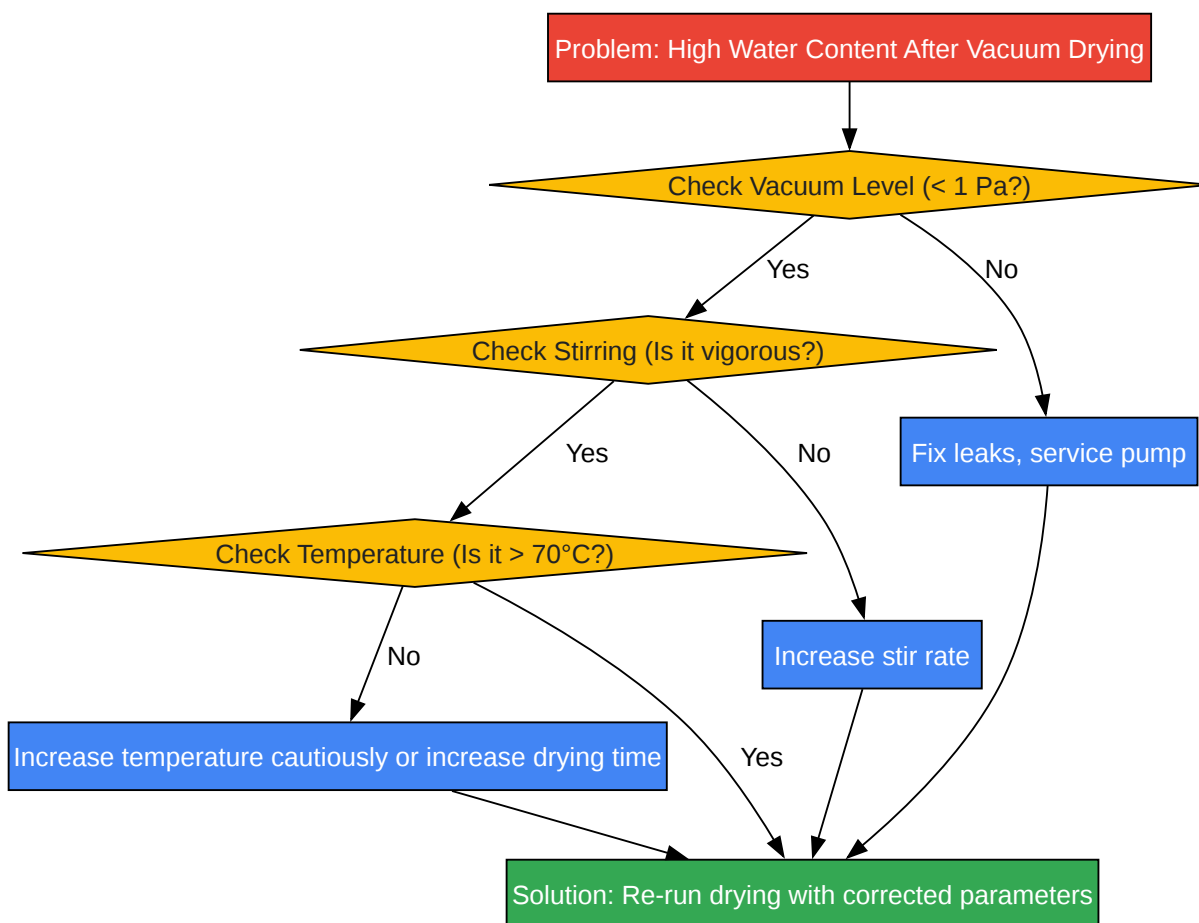 Problem: High Water Content After Vacuum Drying
Check Vacuum Level (< 1 Pa?)
Yes
No
Check Stirring (Is it vigorous?)
Fix leaks, service pump
Yes
No
Check Temperature (Is it > 70°C?)
No
Increase stir rate
Increase temperature cautiously or increase drying time
Yes
Solution: Re-run drying with corrected parameters